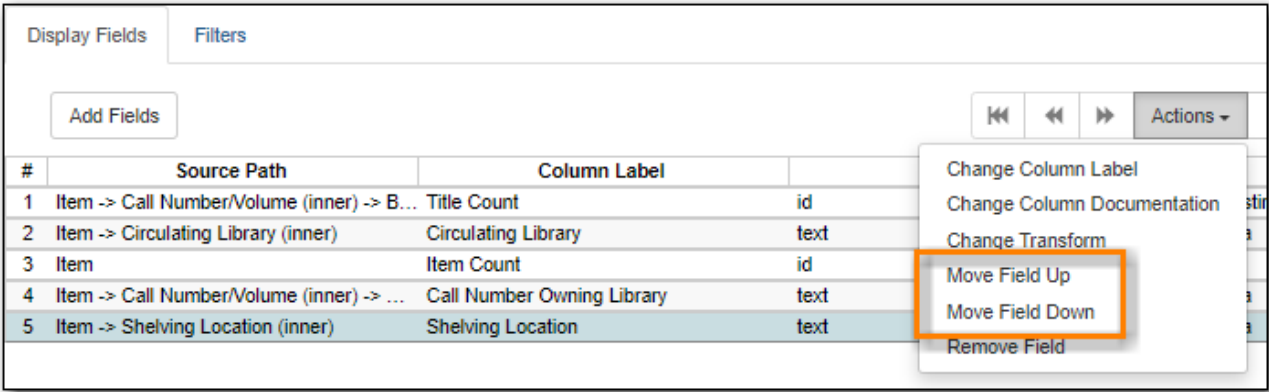 Display Fields Filters
Add Fields Actions
# Source Path Column Label
1 Item -> Call Number/Volume (inner) -> B... Title Count id
2 Item -> Circulating Library (inner) Circulating Library text
3 Item Item Count id
4 Item -> Call Number/Volume (inner) -> ... Call Number Owning Library text
5 Item -> Shelving Location (inner) Shelving Location text
Change Column Label
Change Column Documentation
Change Transform
Move Field Up
Move Field Down
Remove Field